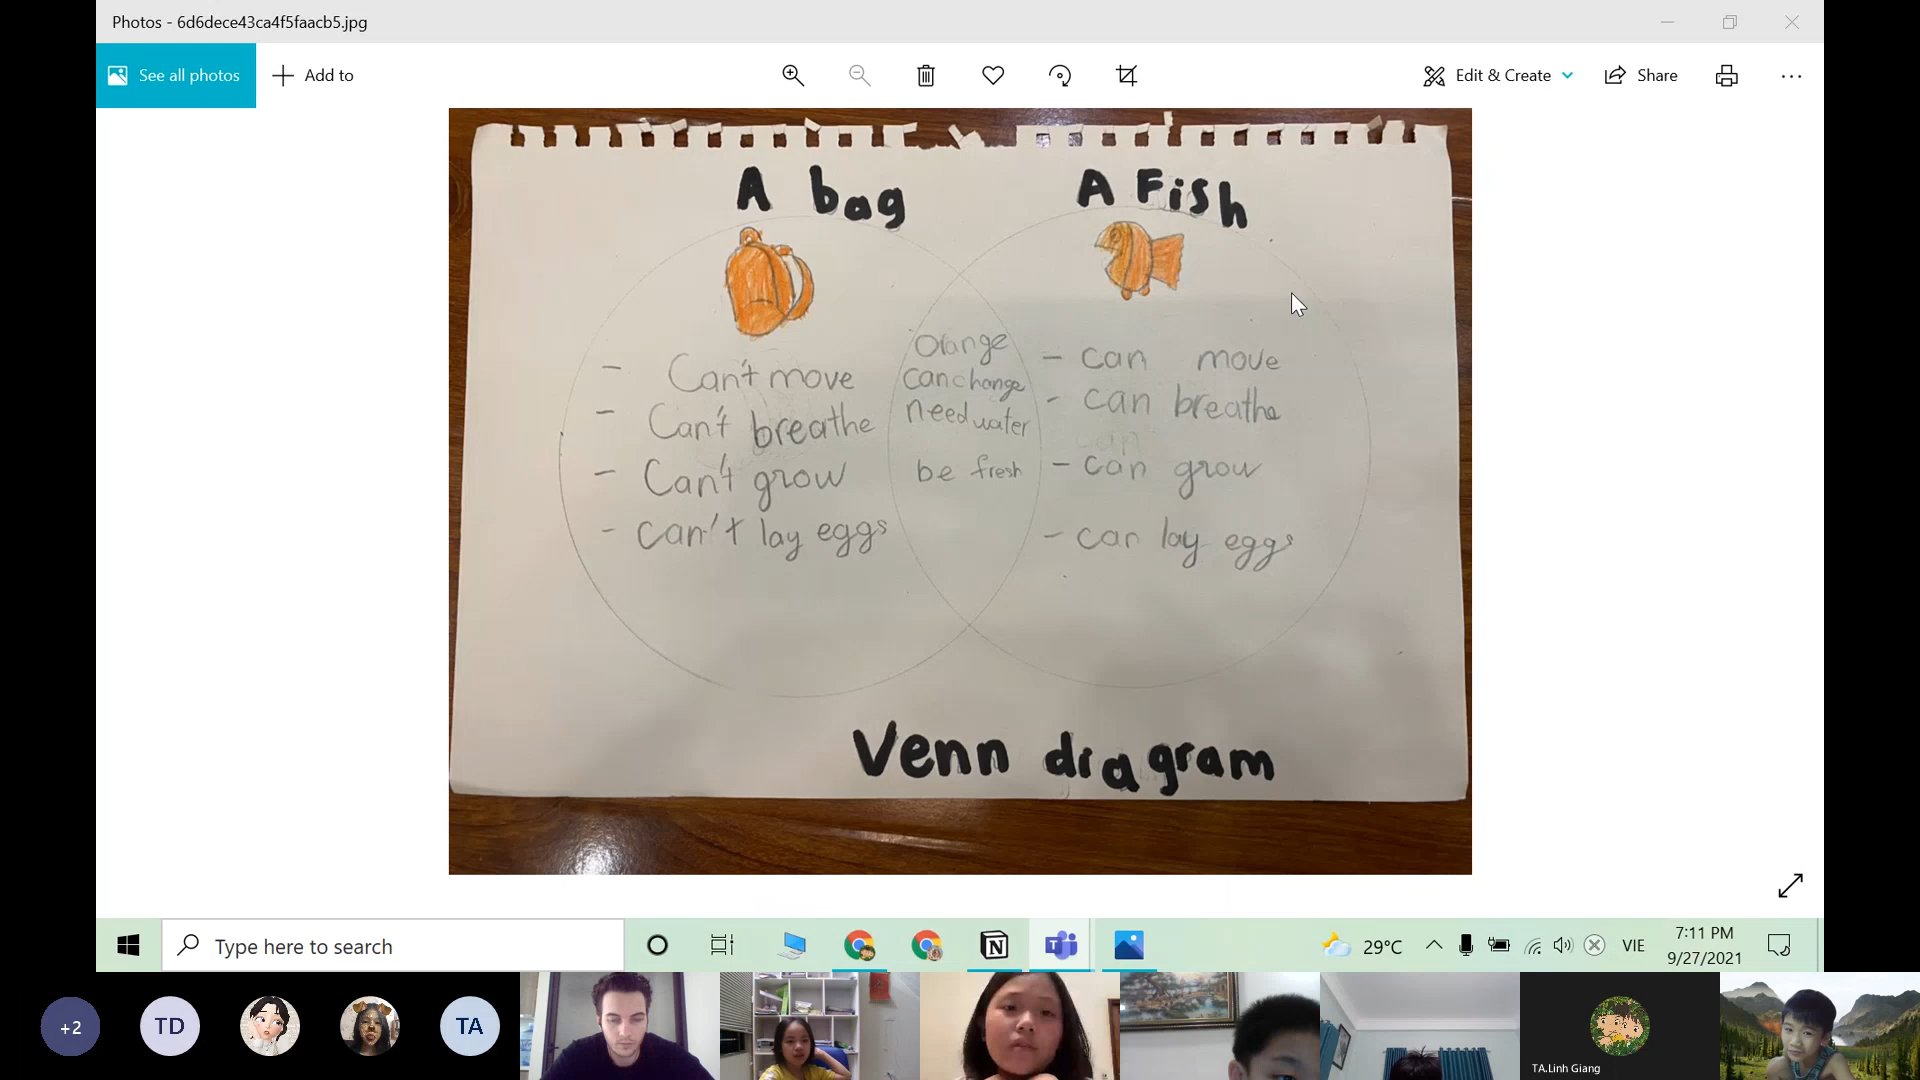 Photos - 6d6dece43ca4f5faacb5.jpg
See all photos
Add to
Edit & Create
Share
A bag
A Fish
- Can't move
- Can't breathe
- Can't grow
- can't lay eggs
Orange
can change
need water
be fresh
- can move
- can breathe
- can grow
- can lay eggs
Venn diagram
Type here to search
29°C
VIE
7:11 PM
9/27/2021
+2
TD
TA
TA.Linh Giang